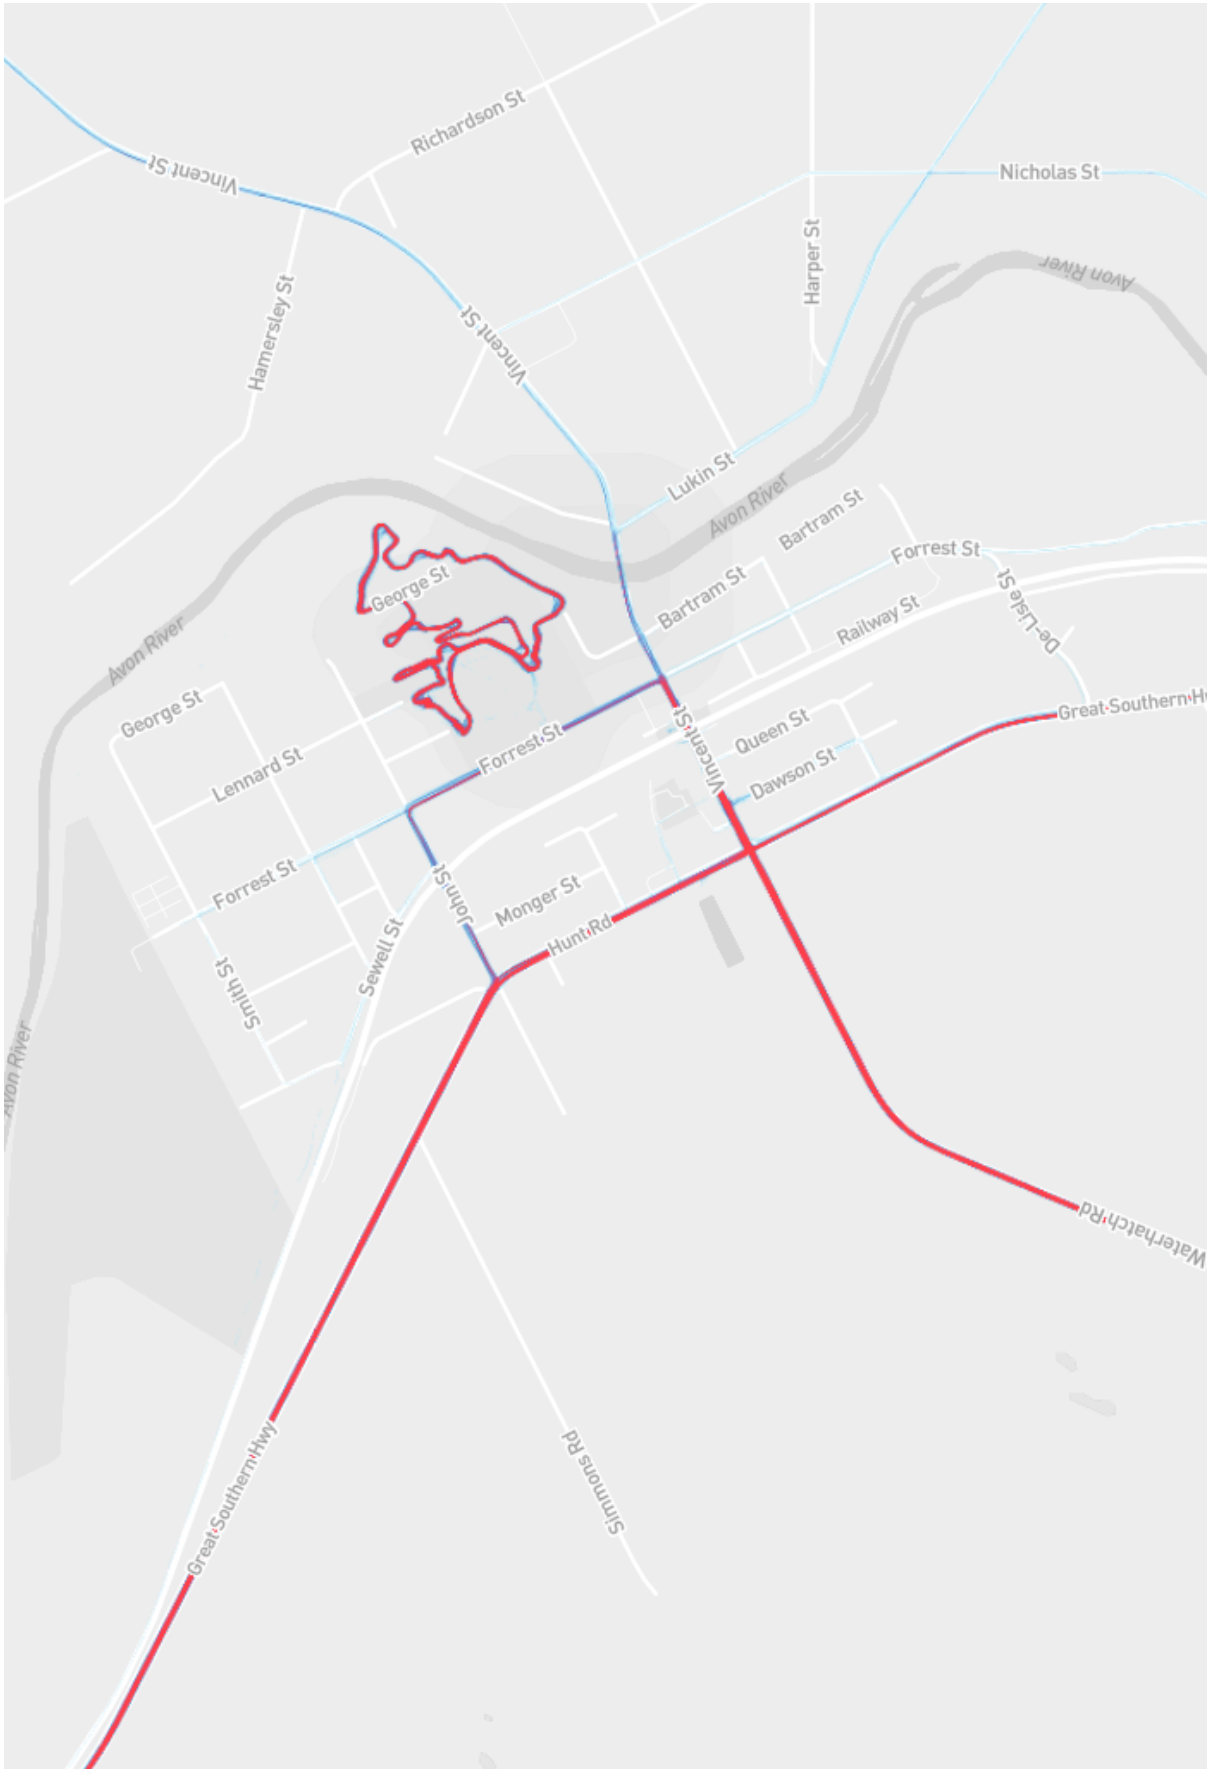 Richardson St
Vincent St
Nicholas St
Harper St
Avon River
Hamersley St
Vincent St
Lukin St
Avon River
Bartram St
Forrest St
George St
Bartram St
De-Lisle St
Railway St
Avon River
George St
Great Southern H
Vincent St
Queen St
Forrest St
Lennard St
Dawson St
Forrest St
John St
Monger St
Hunt Rd
Sewell St
Smith St
Avon River
Waterhatch Rd
Great Southern Hwy
Simmons Rd